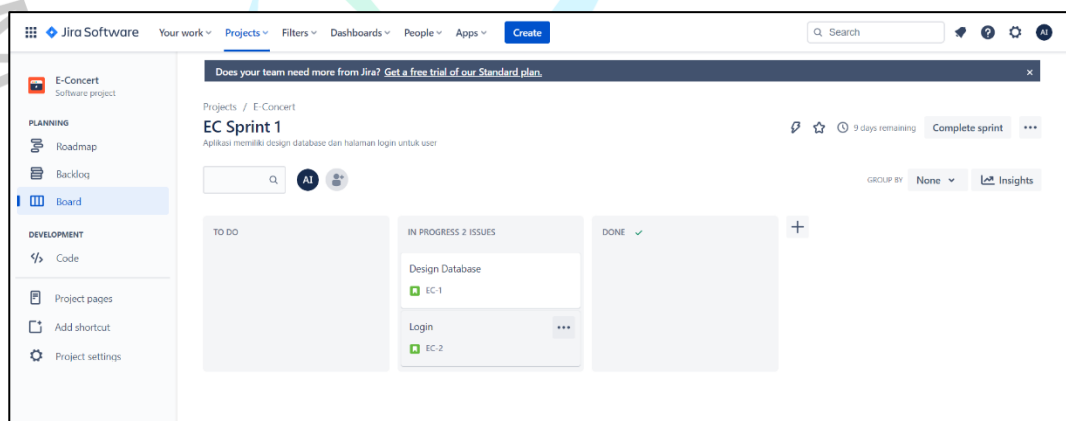 Jira Software Your work Projects Filters Dashboards People Apps Create Search AI
Does your team need more from Jira? Get a free trial of our Standard plan.
E-Concert
Software project
PLANNING
Roadmap
Backlog
Board
DEVELOPMENT
Code
Project pages
Add shortcut
Project settings
Projects / E-Concert
EC Sprint 1
Aplikasi memiliki design database dan halaman login untuk user
9 days remaining Complete sprint
AI
GROUP BY None Insights
TO DO
IN PROGRESS 2 ISSUES
Design Database
EC-1
Login
EC-2
DONE